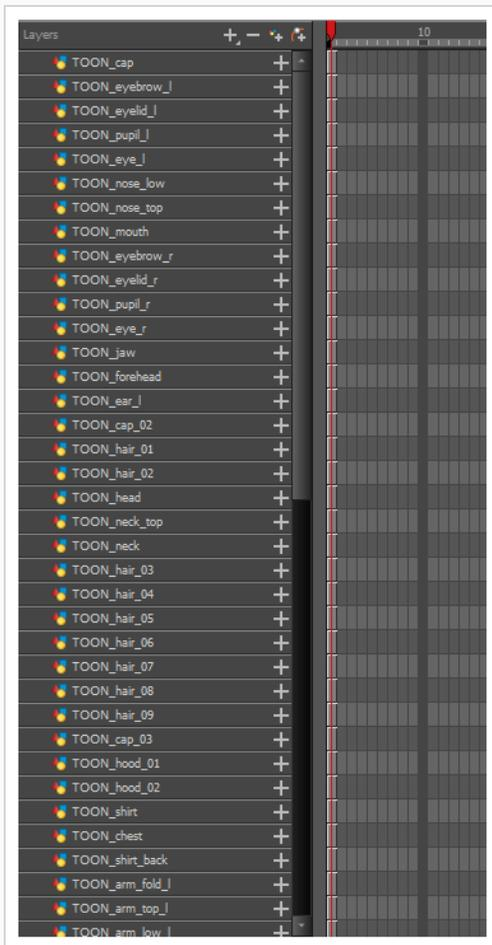 Layers 10
TOON_cap
TOON_eyebrow_l
TOON_eyelid_l
TOON_pupil_l
TOON_eye_l
TOON_nose_low
TOON_nose_top
TOON_mouth
TOON_eyebrow_r
TOON_eyelid_r
TOON_pupil_r
TOON_eye_r
TOON_jaw
TOON_forehead
TOON_ear_l
TOON_cap_02
TOON_hair_01
TOON_hair_02
TOON_head
TOON_neck_top
TOON_neck
TOON_hair_03
TOON_hair_04
TOON_hair_05
TOON_hair_06
TOON_hair_07
TOON_hair_08
TOON_hair_09
TOON_cap_03
TOON_hood_01
TOON_hood_02
TOON_shirt
TOON_chest
TOON_shirt_back
TOON_arm_fold_l
TOON_arm_top_l
TOON_arm_low_l